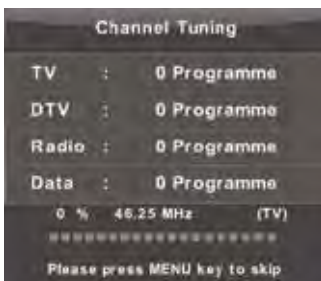 Channel Tuning
TV : 0 Programme
DTV : 0 Programme
Radio : 0 Programme
Data : 0 Programme
0 % 46.25 MHz (TV)
Please press MENU key to skip